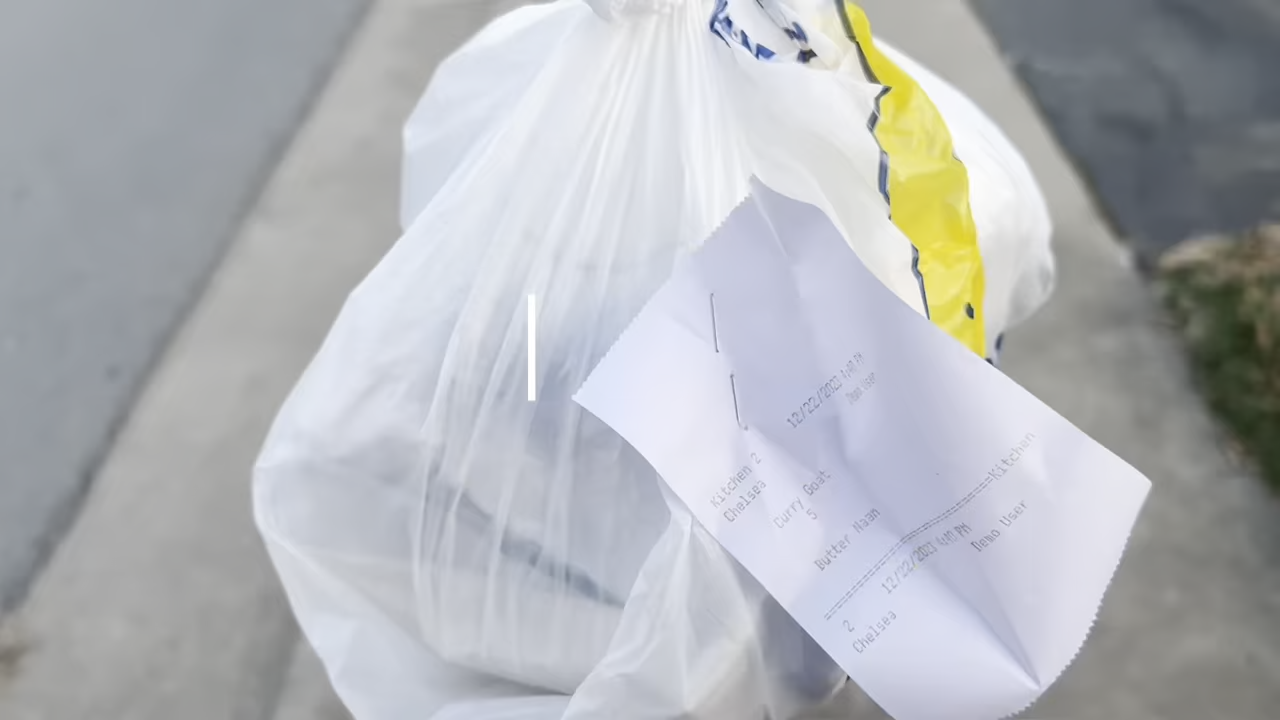 12/22/2023 4:40 PM
Demo User
Kitchen 2
Chelsea
Curry Goat
5
Butter Naan
====================Kitchen
2
12/22/2023 4:40 PM
Chelsea
Demo User